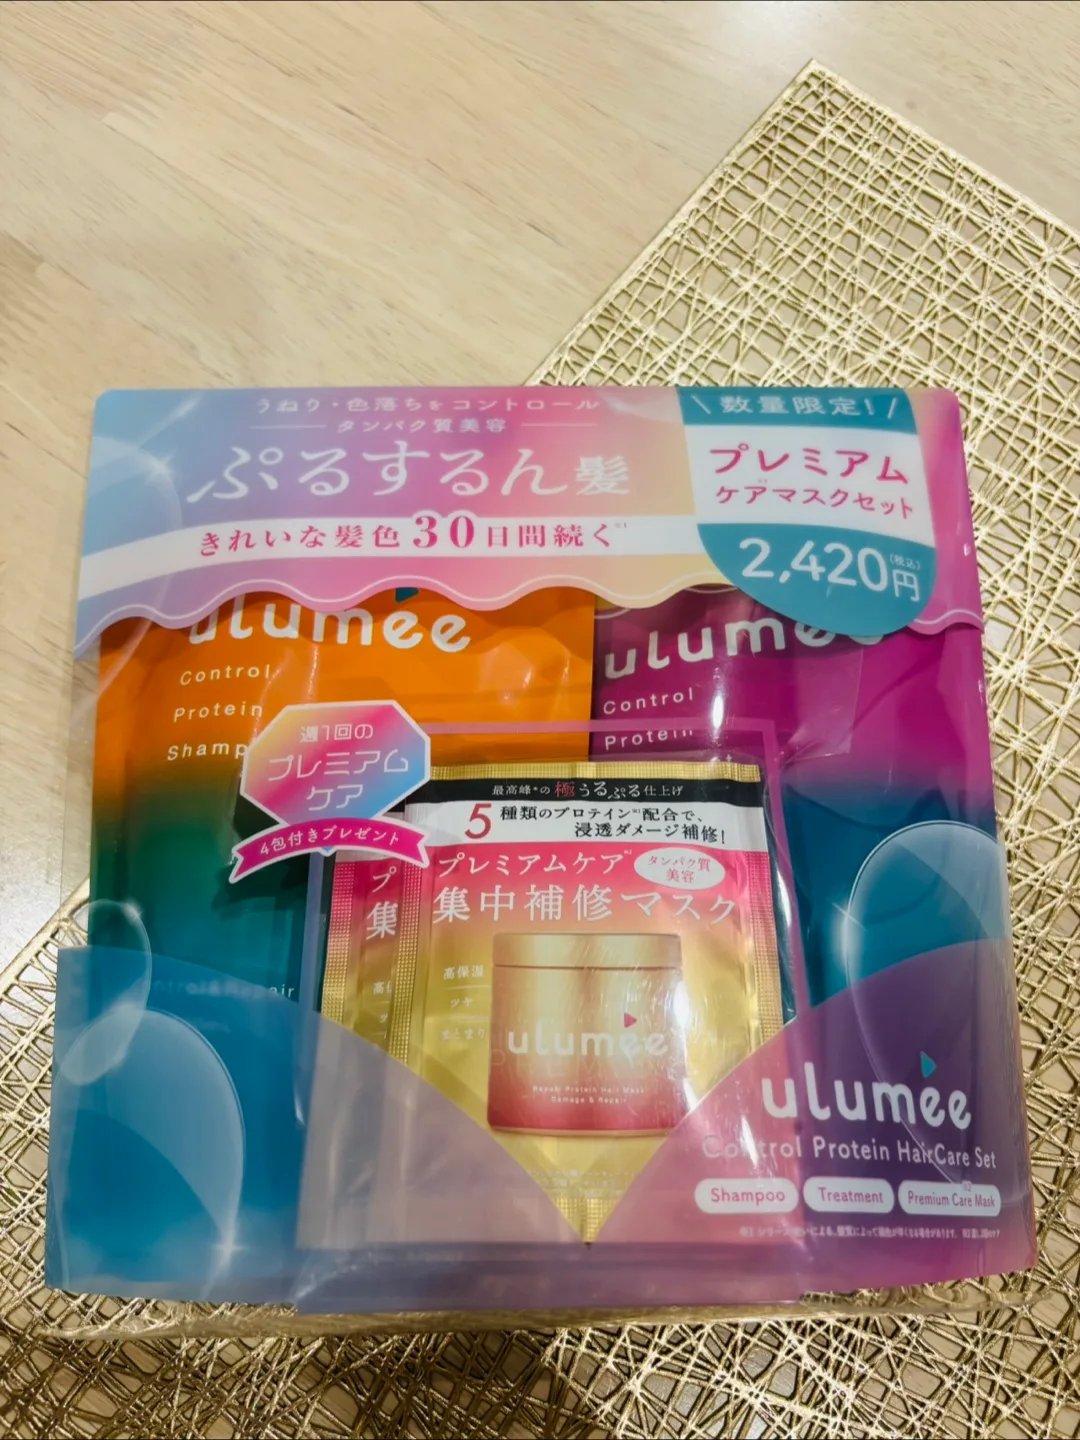 うねり・色落ちをコントロール
タンパク質美容
ぷるするん髪
きれいな髪色30日間続く※1
\ 数量限定! /
プレミアム
ケアマスクセット
2,420円(税込)
ulumee
Control
Protein
Shamp
ulumee
Control
Protein
週1回の
プレミアム
ケア
4包付きプレゼント
最高峰の極うるぷる仕上げ
5種類のプロテイン配合で、
浸透ダメージ補修!
プレミアムケア※2
タンパク質
美容
集中補修マスク
プ
集
高保湿
ツヤ
まとまり
ulumee
PREMIUM
Repair Protein Hair Mask
Damage & Repair
ulumee
Control Protein HairCare Set
Shampoo
Treatment
Premium Care Mask